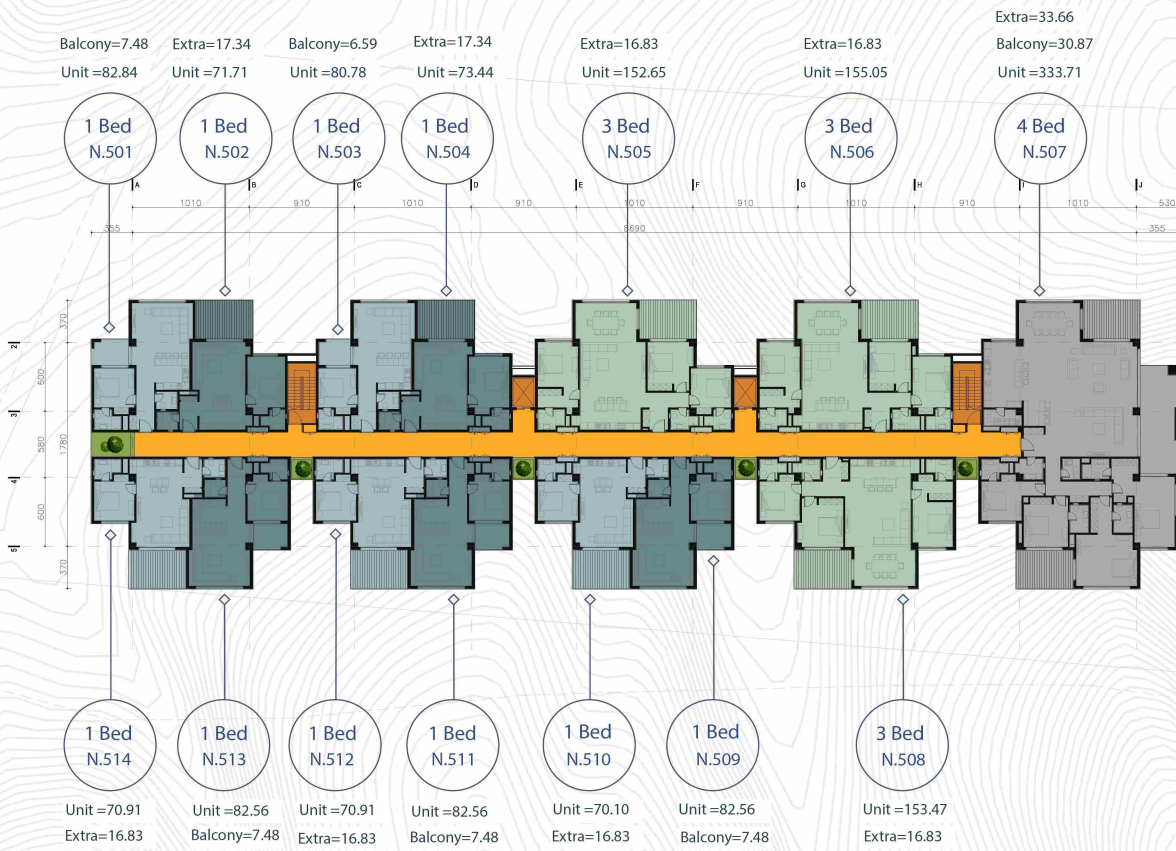 Extra=33.66
Balcony=7.48 Extra=17.34 Balcony=6.59 Extra=17.34 Extra=16.83 Extra=16.83 Balcony=30.87
Unit =82.84 Unit =71.71 Unit =80.78 Unit =73.44 Unit =152.65 Unit =155.05 Unit =333.71
1 Bed 1 Bed 1 Bed 1 Bed 3 Bed 3 Bed 4 Bed
N.501 N.502 N.503 N.504 N.505 N.506 N.507
A B C D E F G H I J
1010 910 1010 910 1010 910 1010 910 1010 530
355 8690 355
370
2
600
3
580 1780
4
600
5
370
1 Bed 1 Bed 1 Bed 1 Bed 1 Bed 1 Bed 3 Bed
N.514 N.513 N.512 N.511 N.510 N.509 N.508
Unit =70.91 Unit =82.56 Unit =70.91 Unit =82.56 Unit =70.10 Unit =82.56 Unit =153.47
Extra=16.83 Balcony=7.48 Extra=16.83 Balcony=7.48 Extra=16.83 Balcony=7.48 Extra=16.83